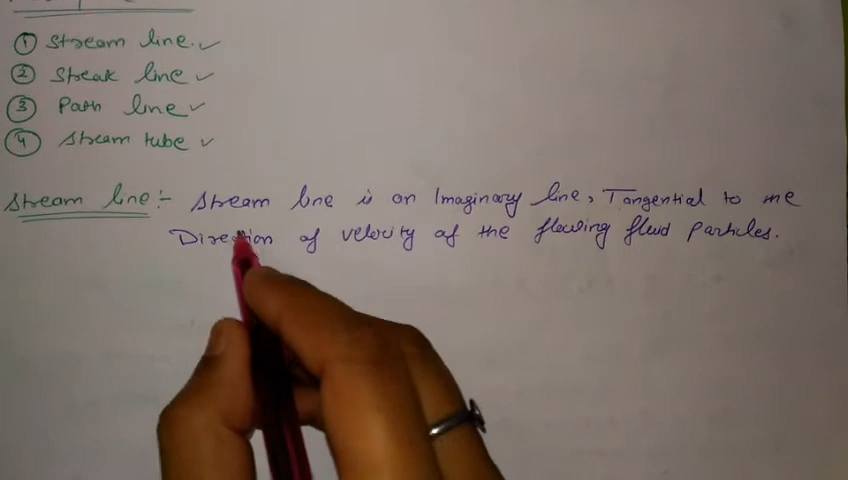 ① Stream line. ✓
② Streak line ✓
③ Path line ✓
④ Stream tube ✓
Stream line :- Stream line is an Imaginary line, Tangential to the
Direction of velocity of the flowing fluid particles.